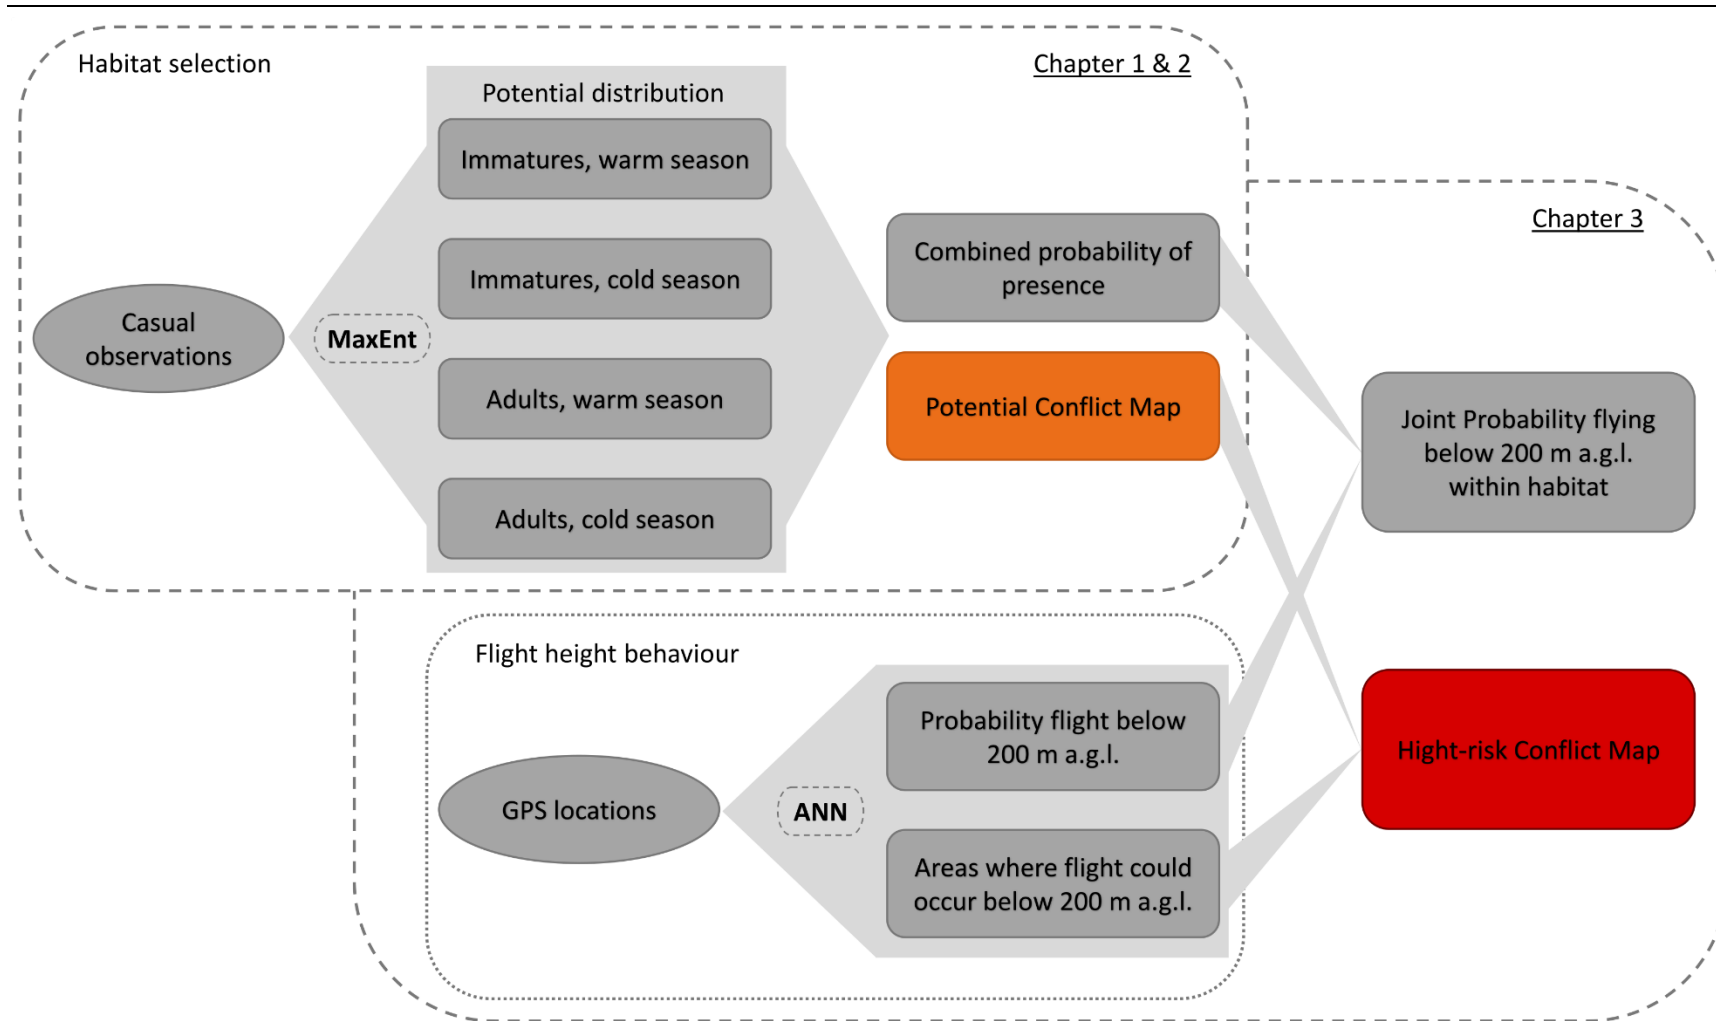 Habitat selection
Chapter 1 & 2
Potential distribution
Immatures, warm season
Immatures, cold season
Adults, warm season
Adults, cold season
Casual
observations
MaxEnt
Combined probability of
presence
Potential Conflict Map
Chapter 3
Joint Probability flying
below 200 m a.g.l.
within habitat
Flight height behaviour
GPS locations
ANN
Probability flight below
200 m a.g.l.
Areas where flight could
occur below 200 m a.g.l.
Hight-risk Conflict Map